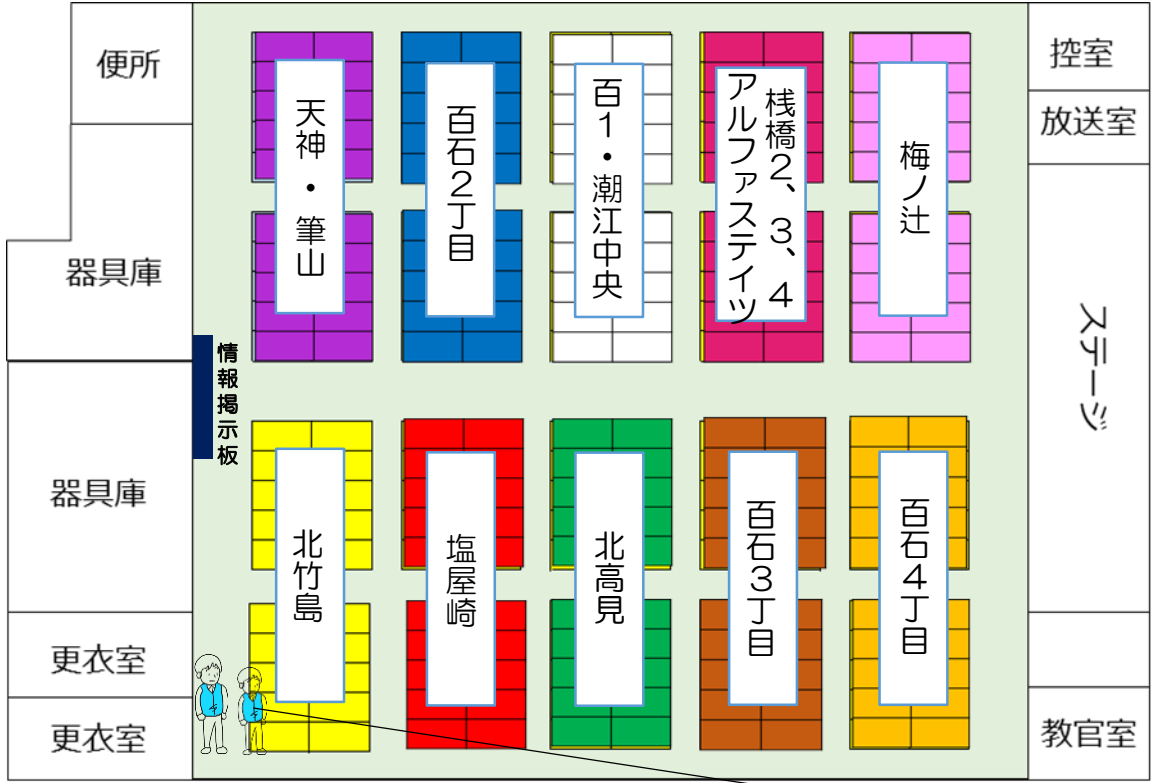 便所
控室
放送室
天神・筆山
百石2丁目
百1・潮江中央
桟橋2、3、4
アルファステイツ
梅ノ辻
器具庫
ステージ
情報掲示板
器具庫
北竹島
塩屋崎
北高見
百石3丁目
百石4丁目
更衣室
更衣室
教官室